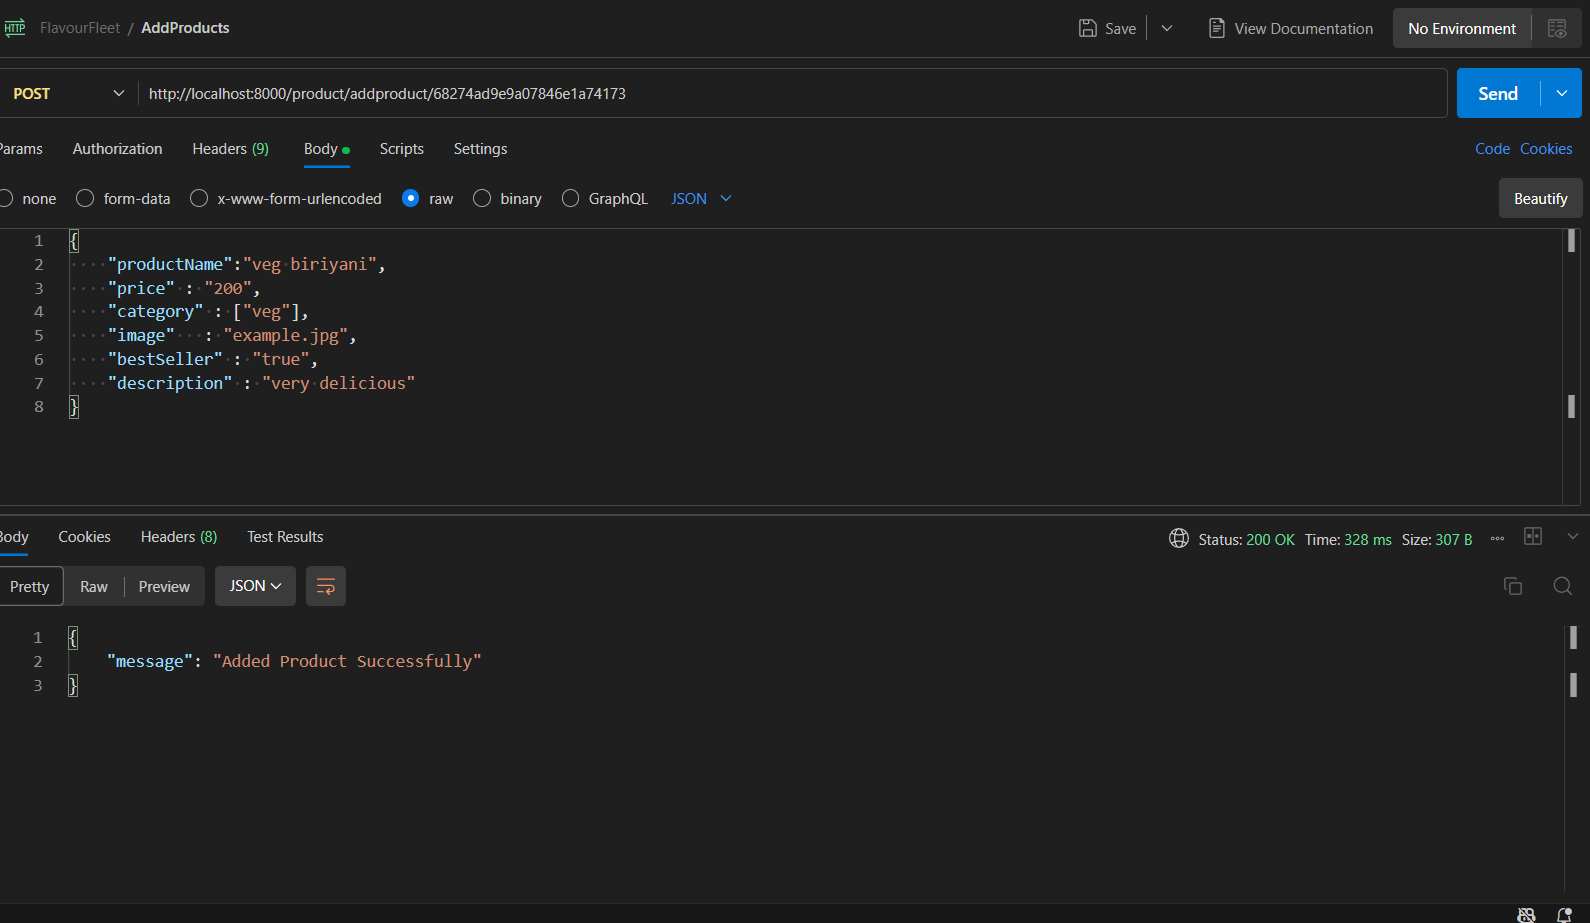 HTTP FlavourFleet / AddProducts Save View Documentation No Environment
POST http://localhost:8000/product/addproduct/68274ad9e9a07846e1a74173 Send
Params Authorization Headers (9) Body Scripts Settings Code Cookies
none form-data x-www-form-urlencoded raw binary GraphQL JSON Beautify
1 {
2 "productName":"veg biriyani",
3 "price" : "200",
4 "category" : ["veg"],
5 "image"   : "example.jpg",
6 "bestSeller" : "true",
7 "description" : "very delicious"
8 }
Body Cookies Headers (8) Test Results Status: 200 OK Time: 328 ms Size: 307 B
Pretty Raw Preview JSON
1 {
2 "message": "Added Product Successfully"
3 }